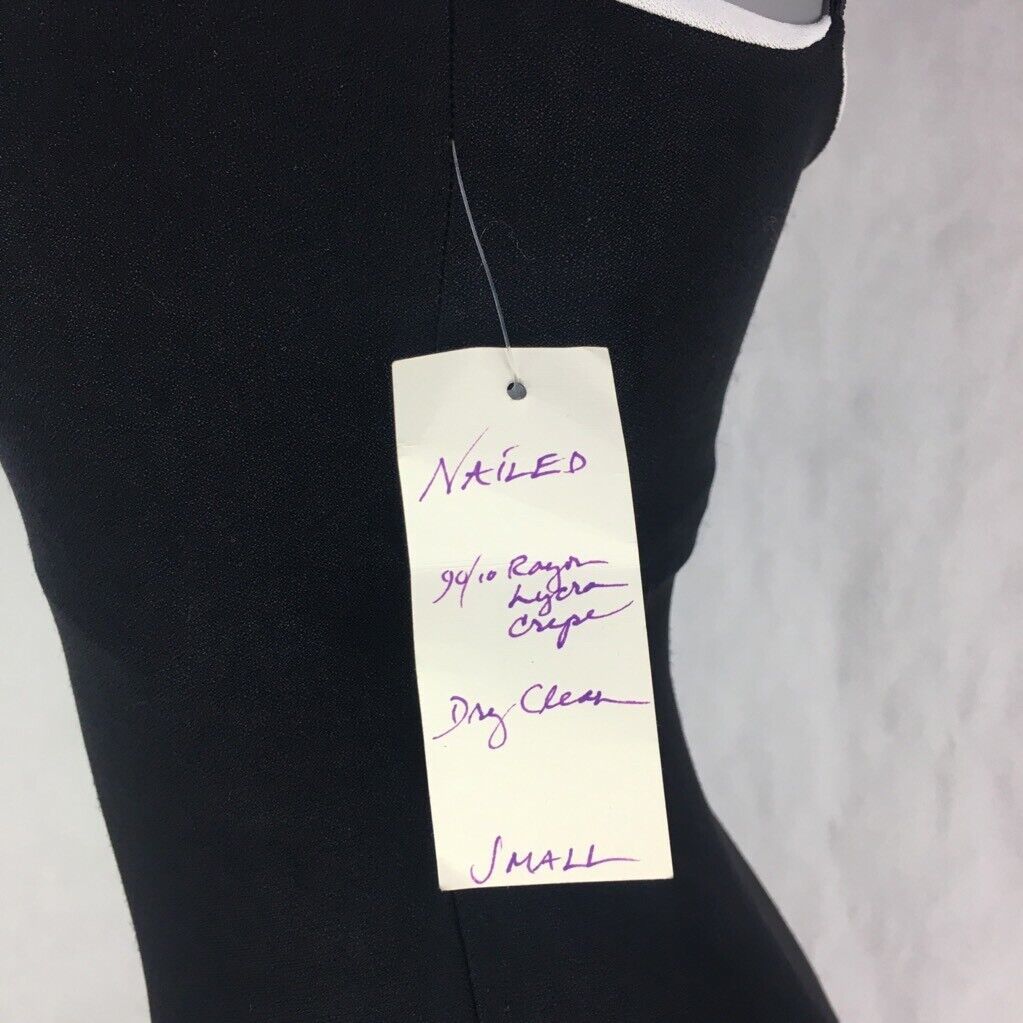 NAILED
90/10 Rayon
Lycra
Crepe
Dry Clean
SMALL